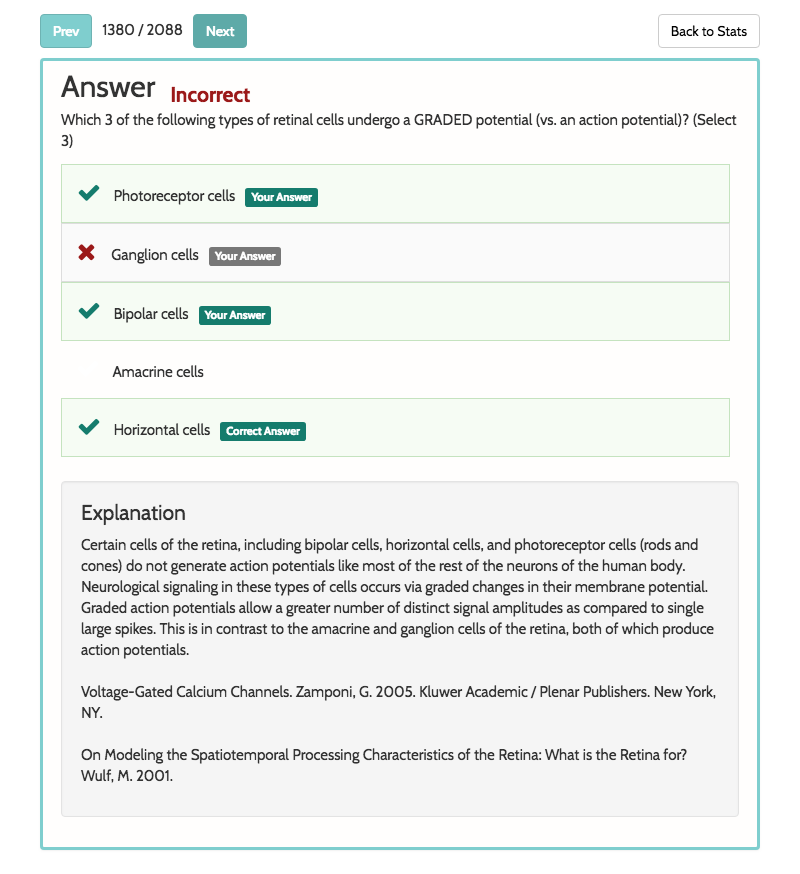 Prev 1380 / 2088 Next Back to Stats
Answer Incorrect
Which 3 of the following types of retinal cells undergo a GRADED potential (vs. an action potential)? (Select
3)
Photoreceptor cells Your Answer
Ganglion cells Your Answer
Bipolar cells Your Answer
Amacrine cells
Horizontal cells Correct Answer
Explanation
Certain cells of the retina, including bipolar cells, horizontal cells, and photoreceptor cells (rods and
cones) do not generate action potentials like most of the rest of the neurons of the human body.
Neurological signaling in these types of cells occurs via graded changes in their membrane potential.
Graded action potentials allow a greater number of distinct signal amplitudes as compared to single
large spikes. This is in contrast to the amacrine and ganglion cells of the retina, both of which produce
action potentials.
Voltage-Gated Calcium Channels. Zamponi, G. 2005. Kluwer Academic / Plenar Publishers. New York,
NY.
On Modeling the Spatiotemporal Processing Characteristics of the Retina: What is the Retina for?
Wulf, M. 2001.